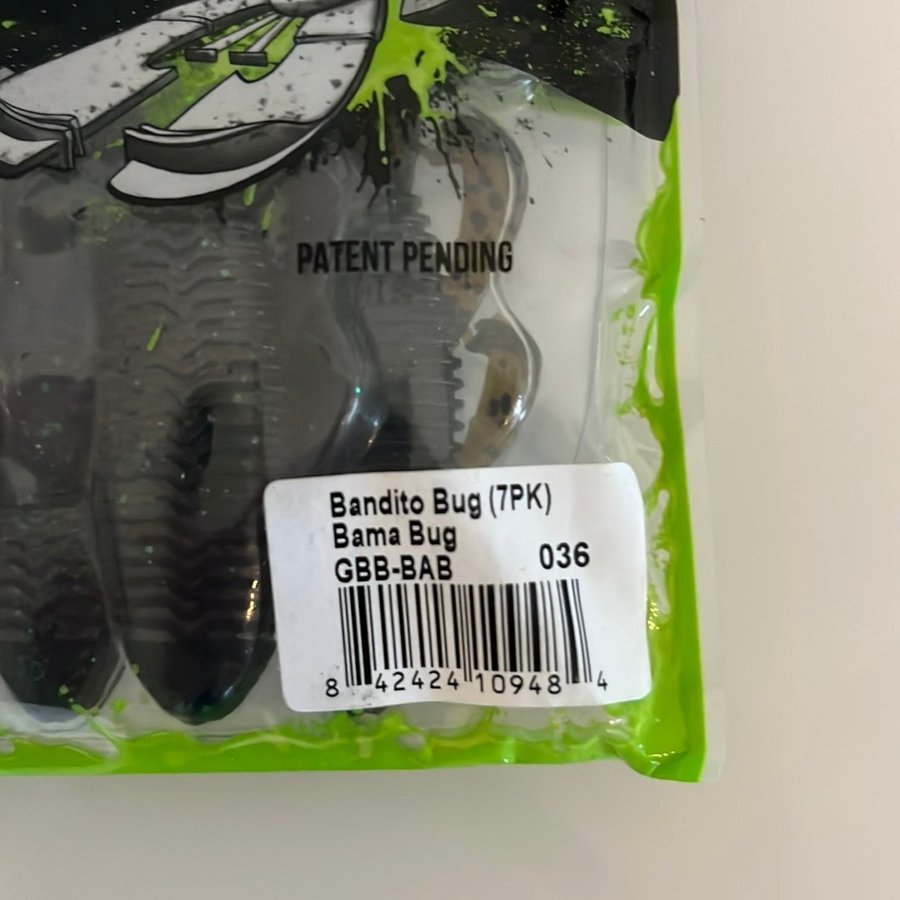 PATENT PENDING
Bandito Bug (7PK)
Bama Bug
GBB-BAB 036
8 42424 10948 4